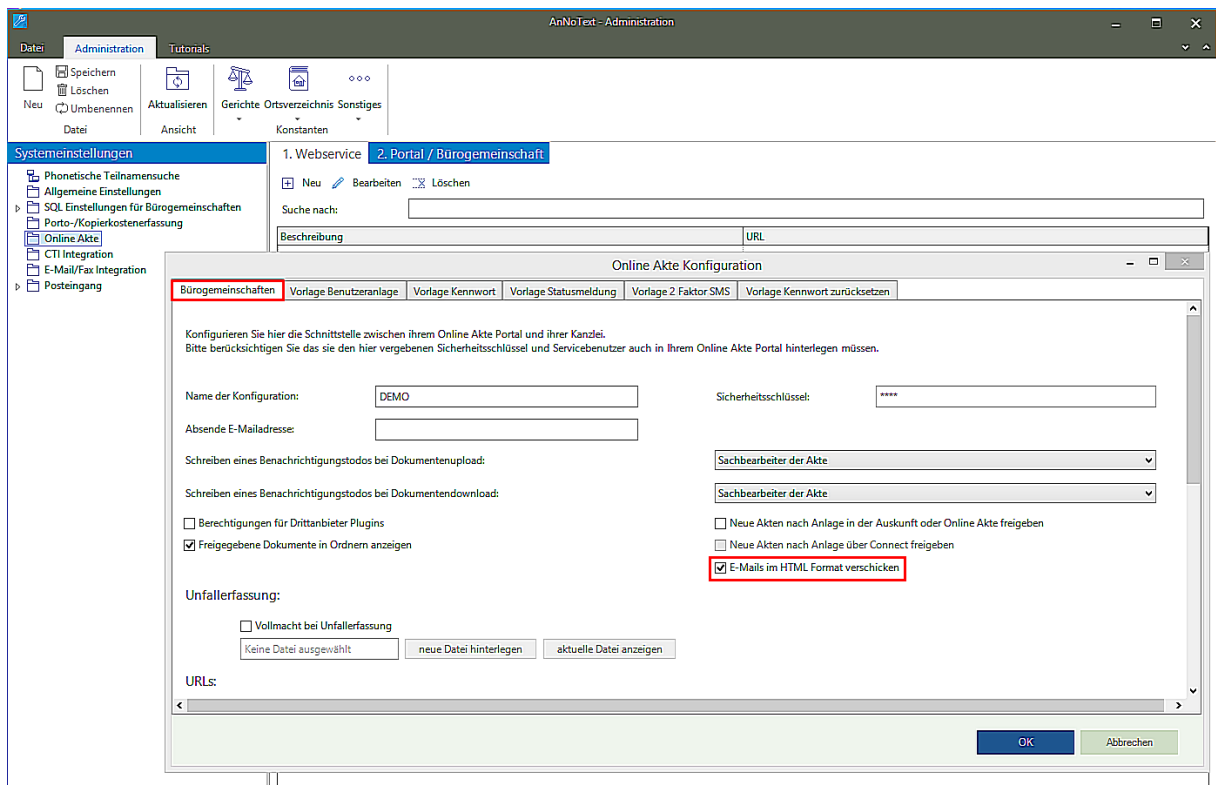 AnNoText - Administration
Datei Administration Tutorials
Speichern
Löschen
Neu Umbenennen Aktualisieren Gerichte Ortsverzeichnis Sonstiges
Datei Ansicht Konstanten
Systemeinstellungen
Phonetische Teilnamensuche
Allgemeine Einstellungen
SQL Einstellungen für Bürogemeinschaften
Porto-/Kopierkostenerfassung
Online Akte
CTI Integration
E-Mail/Fax Integration
Posteingang
1. Webservice 2. Portal / Bürogemeinschaft
Neu Bearbeiten Löschen
Suche nach:
Beschreibung URL
Online Akte Konfiguration
Bürogemeinschaften Vorlage Benutzeranlage Vorlage Kennwort Vorlage Statusmeldung Vorlage 2 Faktor SMS Vorlage Kennwort zurücksetzen
Konfigurieren Sie hier die Schnittstelle zwischen ihrem Online Akte Portal und ihrer Kanzlei.
Bitte berücksichtigen Sie das sie den hier vergebenen Sicherheitsschlüssel und Servicebenutzer auch in Ihrem Online Akte Portal hinterlegen müssen.
Name der Konfiguration: DEMO Sicherheitsschlüssel: ****
Absende E-Mailadresse:
Schreiben eines Benachrichtigungstodos bei Dokumentenupload: Sachbearbeiter der Akte
Schreiben eines Benachrichtigungstodos bei Dokumentendownload: Sachbearbeiter der Akte
Berechtigungen für Drittanbieter Plugins Neue Akten nach Anlage in der Auskunft oder Online Akte freigeben
Freigegebene Dokumente in Ordnern anzeigen Neue Akten nach Anlage über Connect freigeben
E-Mails im HTML Format verschicken
Unfallerfassung:
Vollmacht bei Unfallerfassung
Keine Datei ausgewählt neue Datei hinterlegen aktuelle Datei anzeigen
URLs:
OK Abbrechen